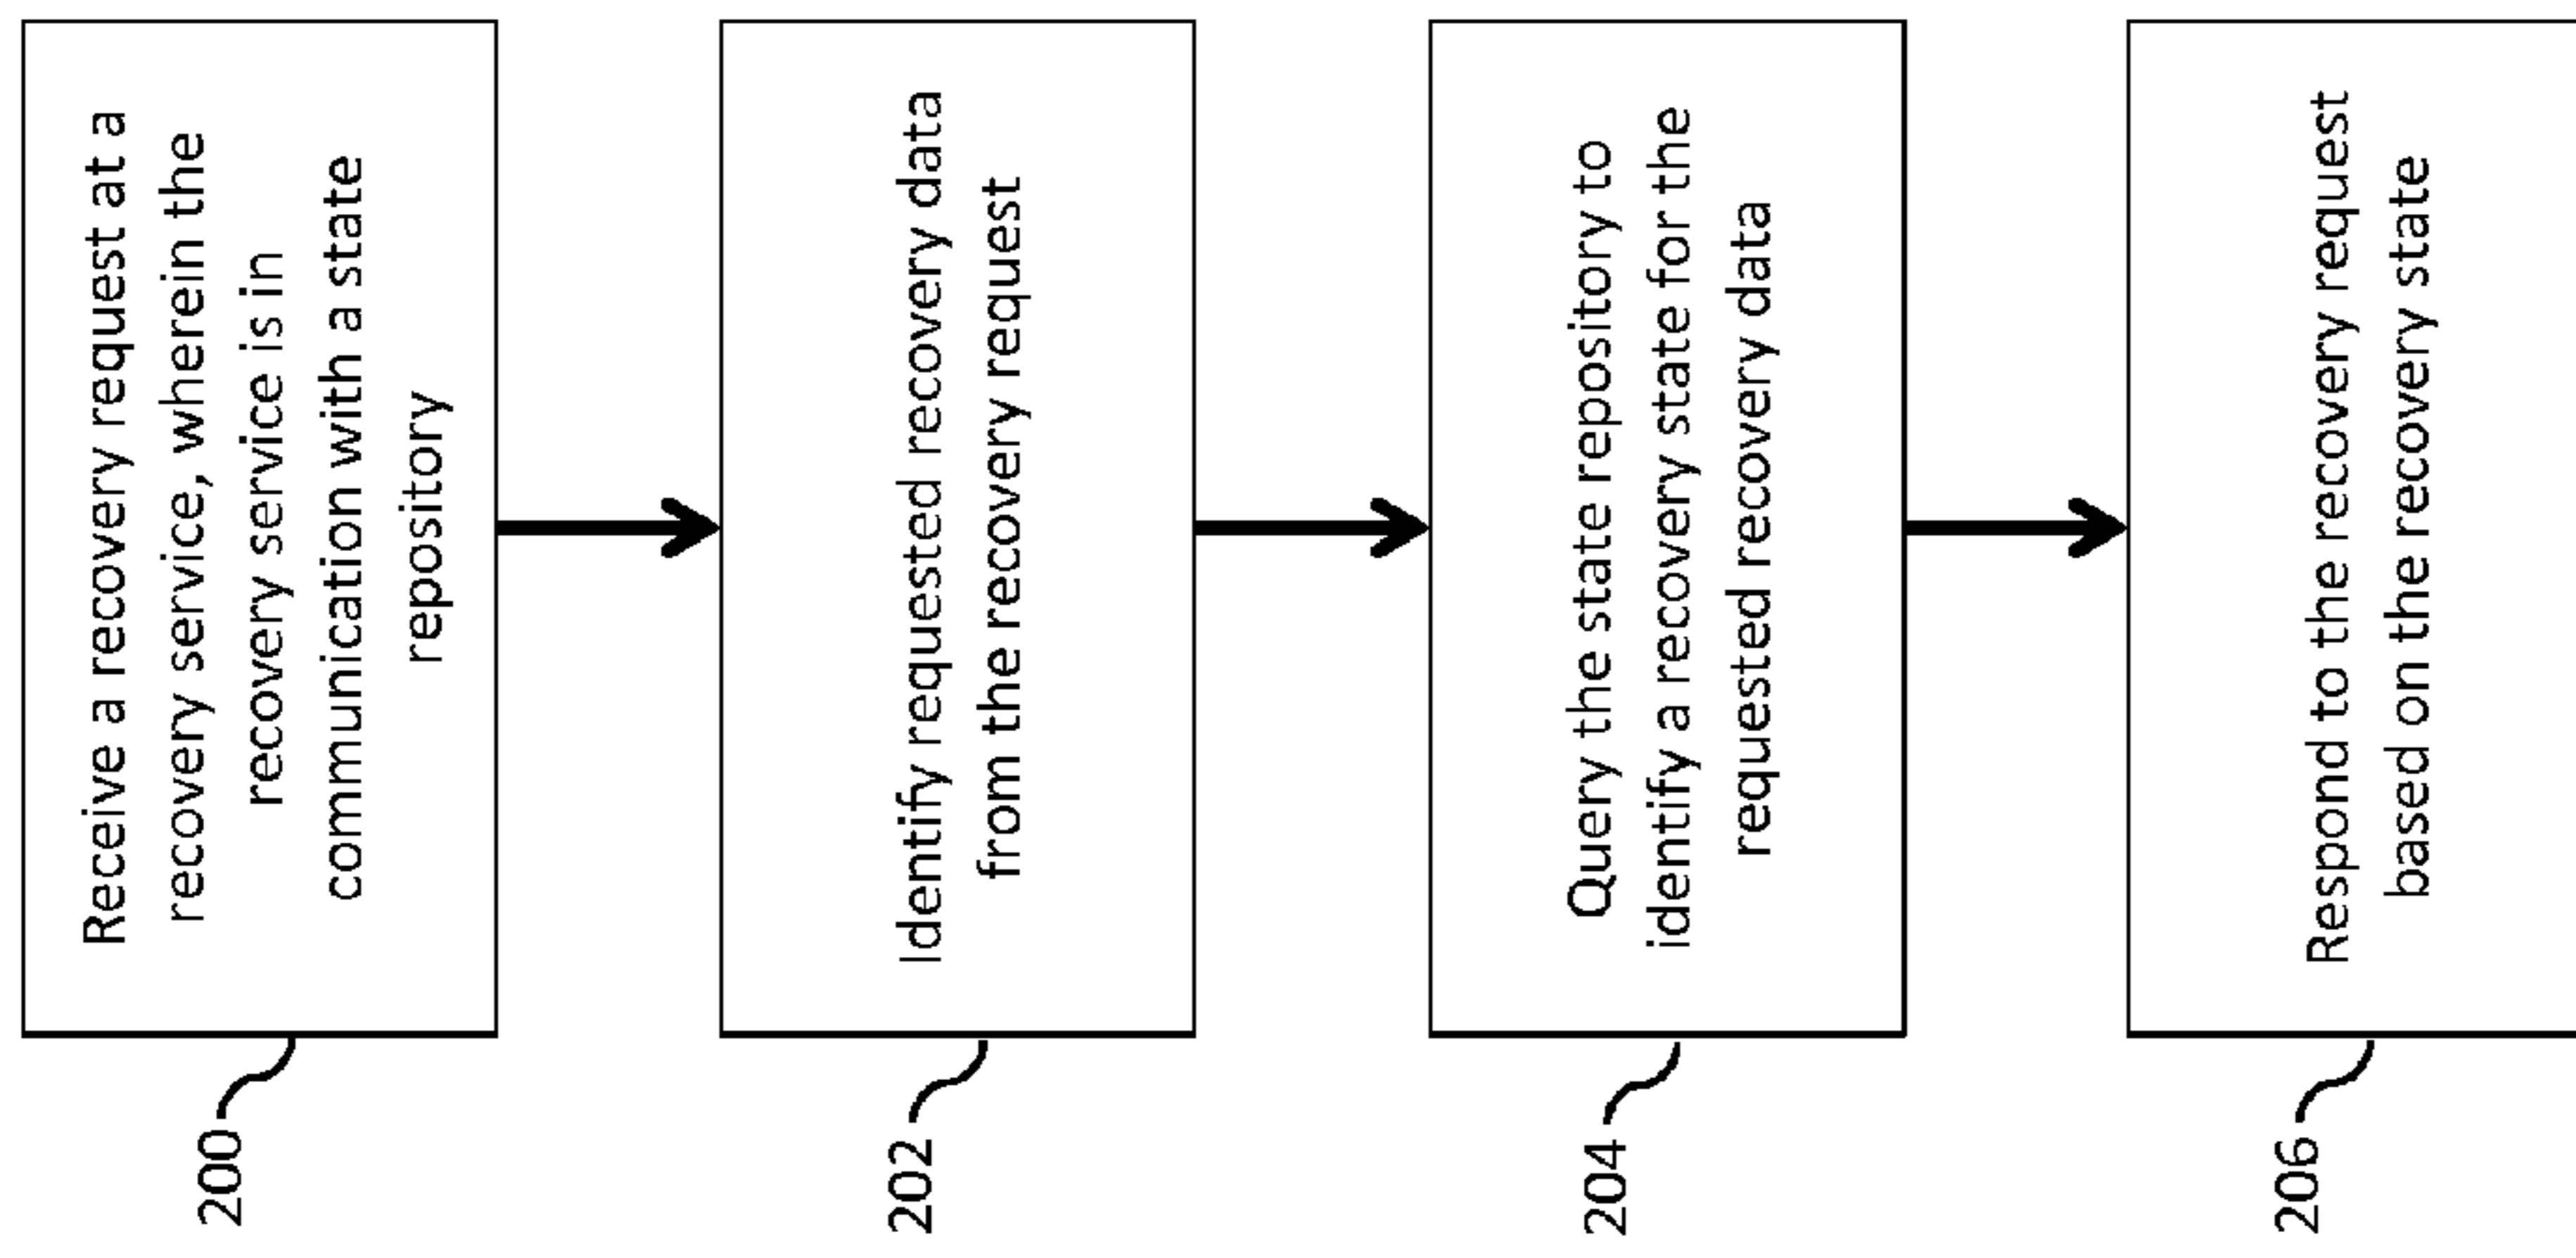 200
Receive a recovery request at a
recovery service, wherein the
recovery service is in
communication with a state
repository
202
Identify requested recovery data
from the recovery request
204
Query the state repository to
identify a recovery state for the
requested recovery data
206
Respond to the recovery request
based on the recovery state